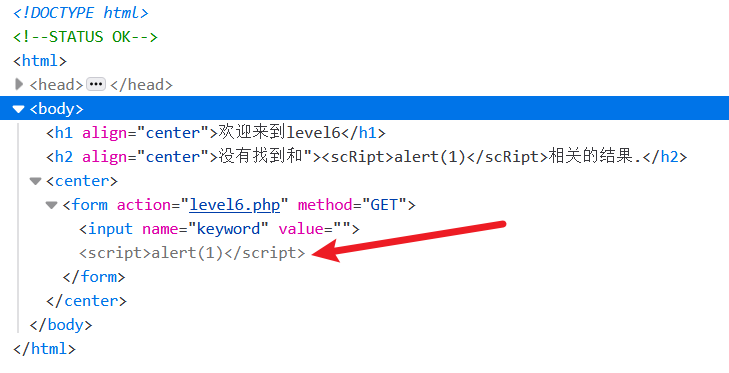 <!DOCTYPE html>
<!--STATUS OK-->
<html>
<head>···</head>
<body>
<h1 align="center">欢迎来到level6</h1>
<h2 align="center">没有找到和"><scRipt>alert(1)</scRipt>相关的结果.</h2>
<center>
<form action="level6.php" method="GET">
<input name="keyword" value="">
<script>alert(1)</script>
</form>
</center>
</body>
</html>